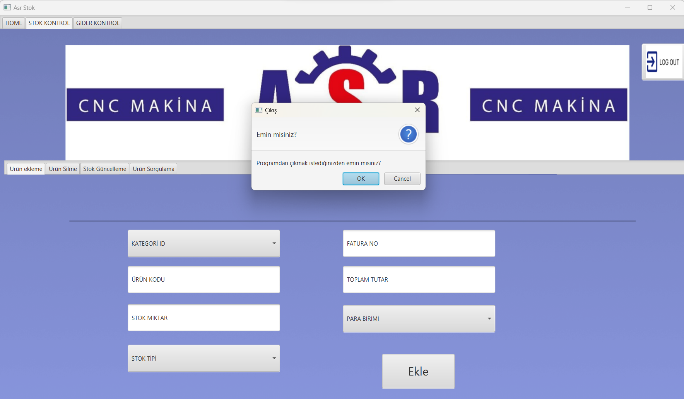 Asr Stok
HOME STOK KONTROL GİDER KONTROL
LOG OUT
CNC MAKİNA
ASR
CNC MAKİNA
Çıkış
Emin misiniz?
Programdan çıkmak istediğinizden emin misiniz?
OK Cancel
Ürün ekleme Ürün Silme Stok Güncelleme Ürün Sorgulama
KATEGORİ ID
FATURA NO
ÜRÜN KODU
TOPLAM TUTAR
STOK MİKTAR
PARA BİRİMİ
STOK TİPİ
Ekle